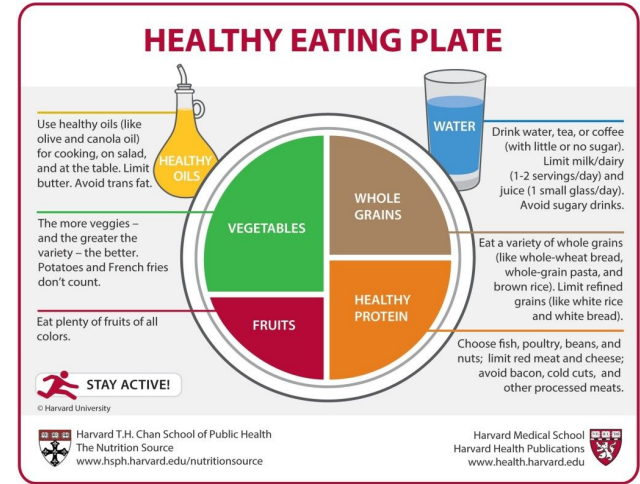 HEALTHY EATING PLATE
Use healthy oils (like
olive and canola oil)
for cooking, on salad,
and at the table. Limit
butter. Avoid trans fat.
HEALTHY
OILS
The more veggies –
and the greater the
variety – the better.
Potatoes and French fries
don't count.
Eat plenty of fruits of all
colors.
VEGETABLES
FRUITS
WHOLE
GRAINS
HEALTHY
PROTEIN
WATER
Drink water, tea, or coffee
(with little or no sugar).
Limit milk/dairy
(1-2 servings/day) and
juice (1 small glass/day).
Avoid sugary drinks.
Eat a variety of whole grains
(like whole-wheat bread,
whole-grain pasta, and
brown rice). Limit refined
grains (like white rice
and white bread).
Choose fish, poultry, beans, and
nuts; limit red meat and cheese;
avoid bacon, cold cuts, and
other processed meats.
STAY ACTIVE!
© Harvard University
Harvard T.H. Chan School of Public Health
The Nutrition Source
www.hsph.harvard.edu/nutritionsource
Harvard Medical School
Harvard Health Publications
www.health.harvard.edu